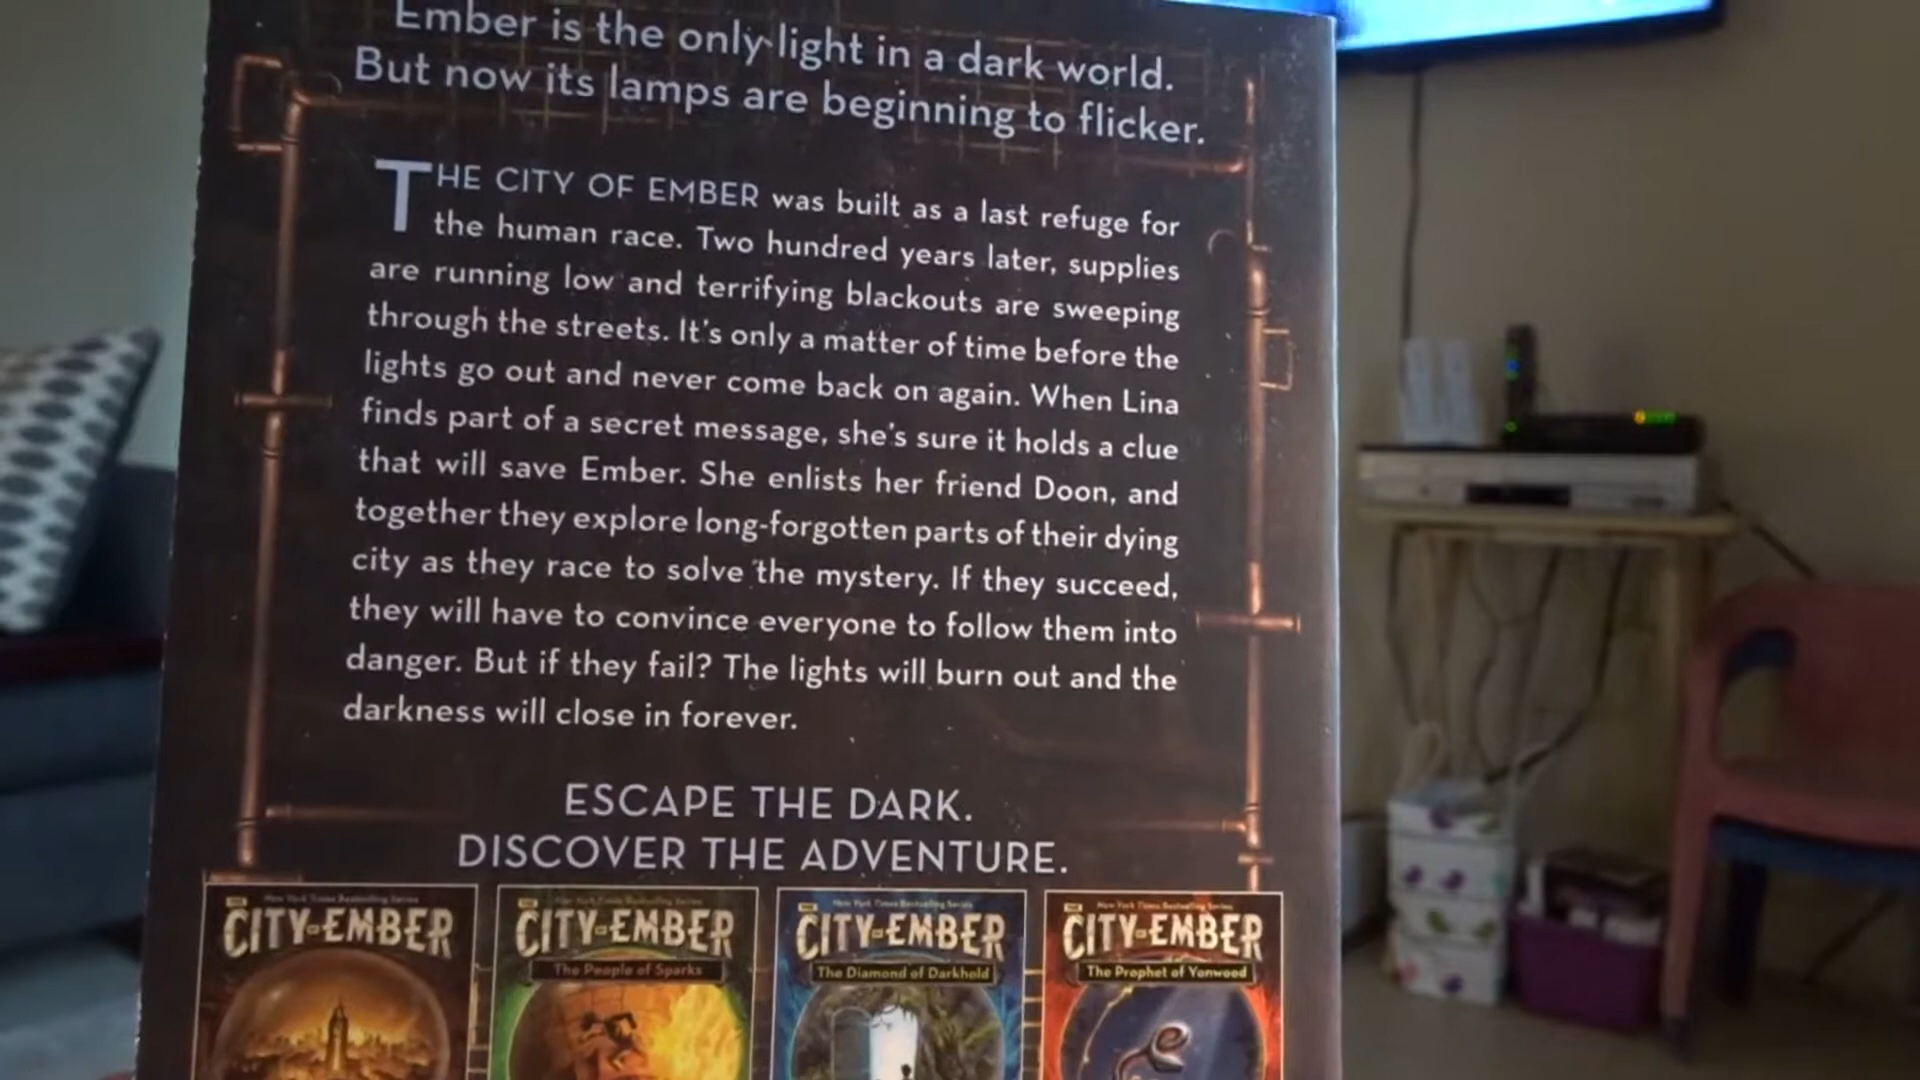 Ember is the only light in a dark world.
But now its lamps are beginning to flicker.
THE CITY OF EMBER was built as a last refuge for
the human race. Two hundred years later, supplies
are running low and terrifying blackouts are sweeping
through the streets. It's only a matter of time before the
lights go out and never come back on again. When Lina
finds part of a secret message, she's sure it holds a clue
that will save Ember. She enlists her friend Doon, and
together they explore long-forgotten parts of their dying
city as they race to solve the mystery. If they succeed,
they will have to convince everyone to follow them into
danger. But if they fail? The lights will burn out and the
darkness will close in forever.
ESCAPE THE DARK.
DISCOVER THE ADVENTURE.
New York Times Bestselling Series
THE CITY OF EMBER
New York Times Bestselling Series
THE CITY OF EMBER
The People of Sparks
New York Times Bestselling Series
THE CITY OF EMBER
The Diamond of Darkhold
New York Times Bestselling Series
THE CITY OF EMBER
The Prophet of Yonwood